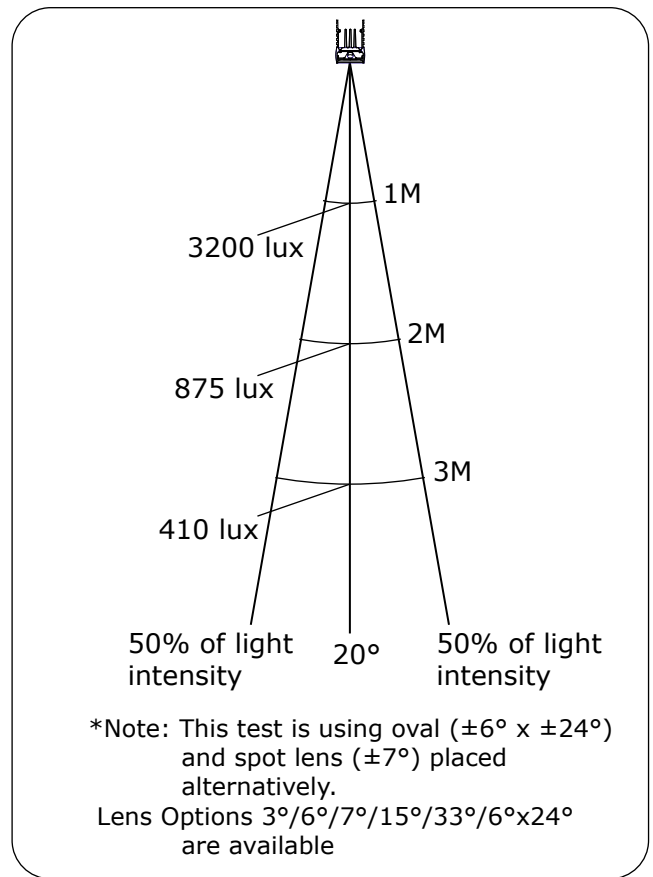 1M
3200 lux
2M
875 lux
3M
410 lux
50% of light
intensity
20°
50% of light
intensity
*Note: This test is using oval (±6° x ±24°)
and spot lens (±7°) placed
alternatively.
Lens Options 3°/6°/7°/15°/33°/6°x24°
are available